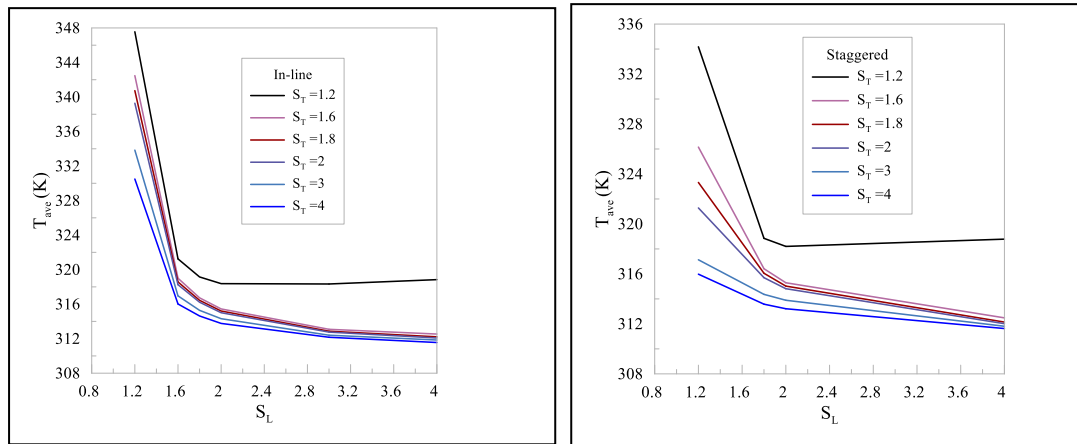 348
344
340
336
332
328
324
320
316
312
308
T_ave (K)
In-line
S_T =1.2
S_T =1.6
S_T =1.8
S_T =2
S_T =3
S_T =4
0.8 1.2 1.6 2 2.4 2.8 3.2 3.6 4
S_L
336
332
328
324
320
316
312
308
T_ave (K)
Staggered
S_T =1.2
S_T =1.6
S_T =1.8
S_T =2
S_T =3
S_T =4
0.8 1.2 1.6 2 2.4 2.8 3.2 3.6 4
S_L